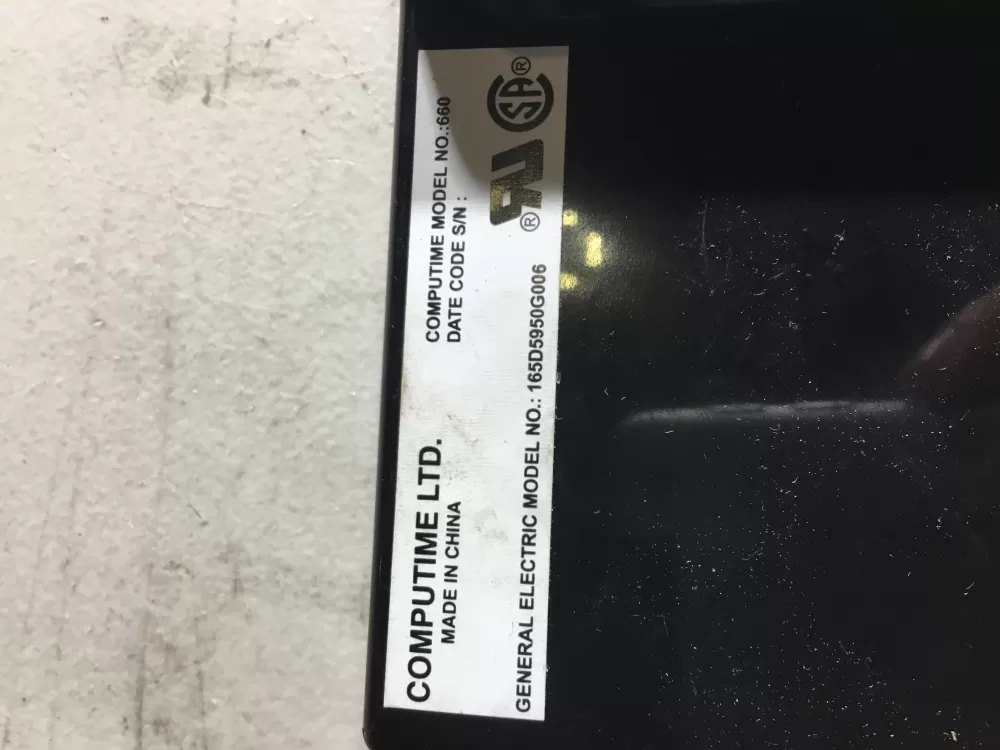 COMPUTIME LTD.
MADE IN CHINA
COMPUTIME MODEL NO.:660
DATE CODE S/N :
GENERAL ELECTRIC MODEL NO.: 165D5950G006